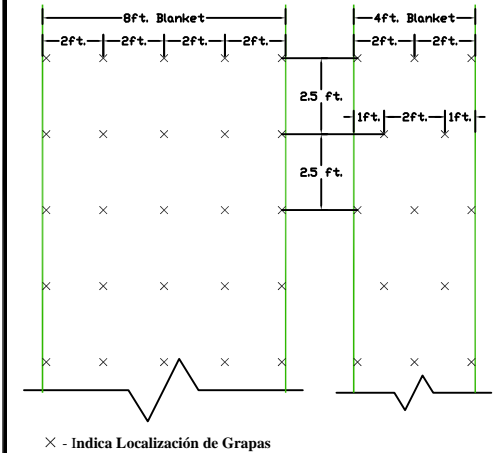 8ft. Blanket
4ft. Blanket
2ft. 2ft. 2ft. 2ft.
2ft. 2ft.
2.5 ft.
1ft. 2ft. 1ft.
2.5 ft.
× - Indica Localización de Grapas